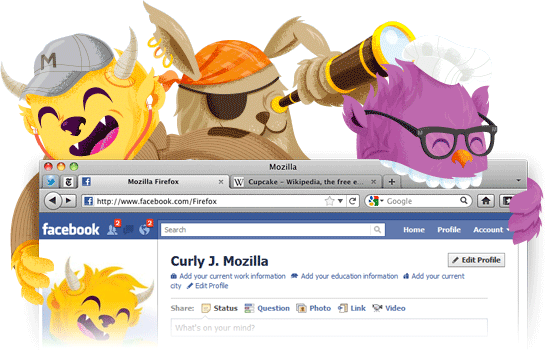 M
Mozilla
Mozilla Firefox
W Cupcake – Wikipedia, the free e...
http://www.facebook.com/Firefox
Google
facebook 2 2
Search
Home Profile Account
Curly J. Mozilla
Edit Profile
Add your current work information Add your education information Add your current
city Edit Profile
Share: Status Question Photo Link Video
What's on your mind?